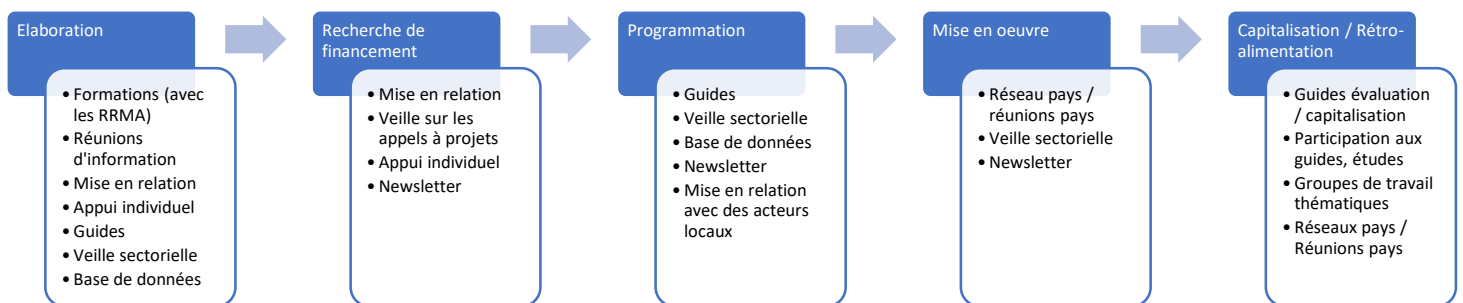 Elaboration
• Formations (avec
les RRMA)
• Réunions
d'information
• Mise en relation
• Appui individuel
• Guides
• Veille sectorielle
• Base de données
Recherche de
financement
• Mise en relation
• Veille sur les
appels à projets
• Appui individuel
• Newsletter
Programmation
• Guides
• Veille sectorielle
• Base de données
• Newsletter
• Mise en relation
avec des acteurs
locaux
Mise en oeuvre
• Réseau pays /
réunions pays
• Veille sectorielle
• Newsletter
Capitalisation / Rétro-
alimentation
• Guides évaluation
/ capitalisation
• Participation aux
guides, études
• Groupes de travail
thématiques
• Réseaux pays /
Réunions pays